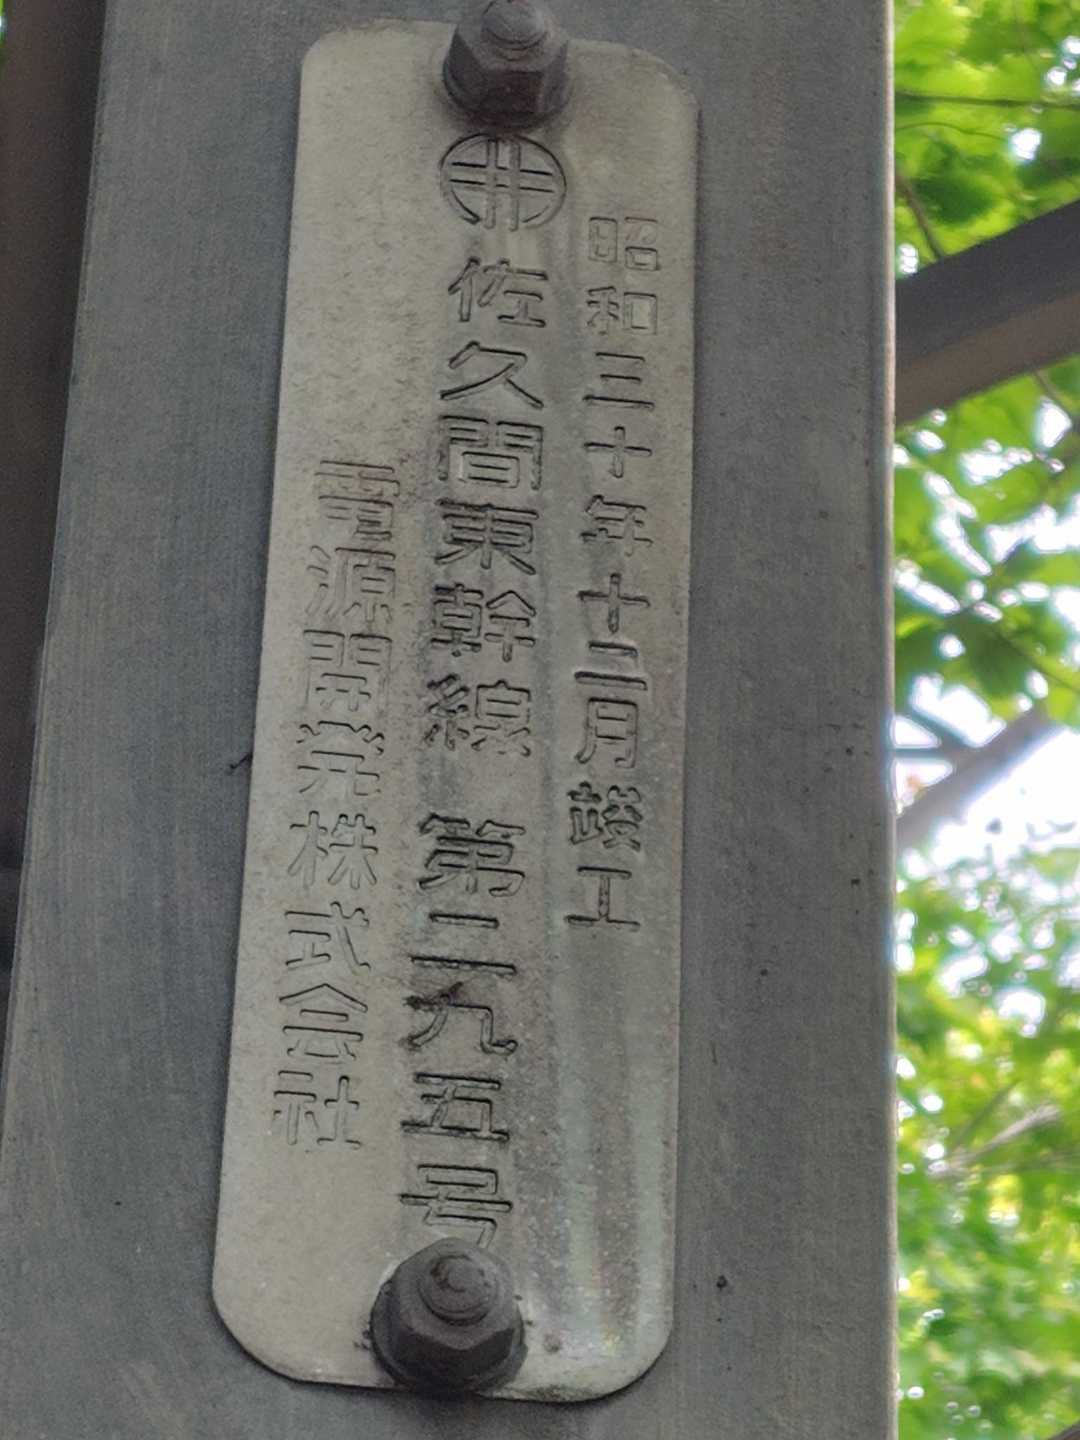 昭和三十年十二月竣工
佐久間東幹線 第二九五号
電源開発株式会社